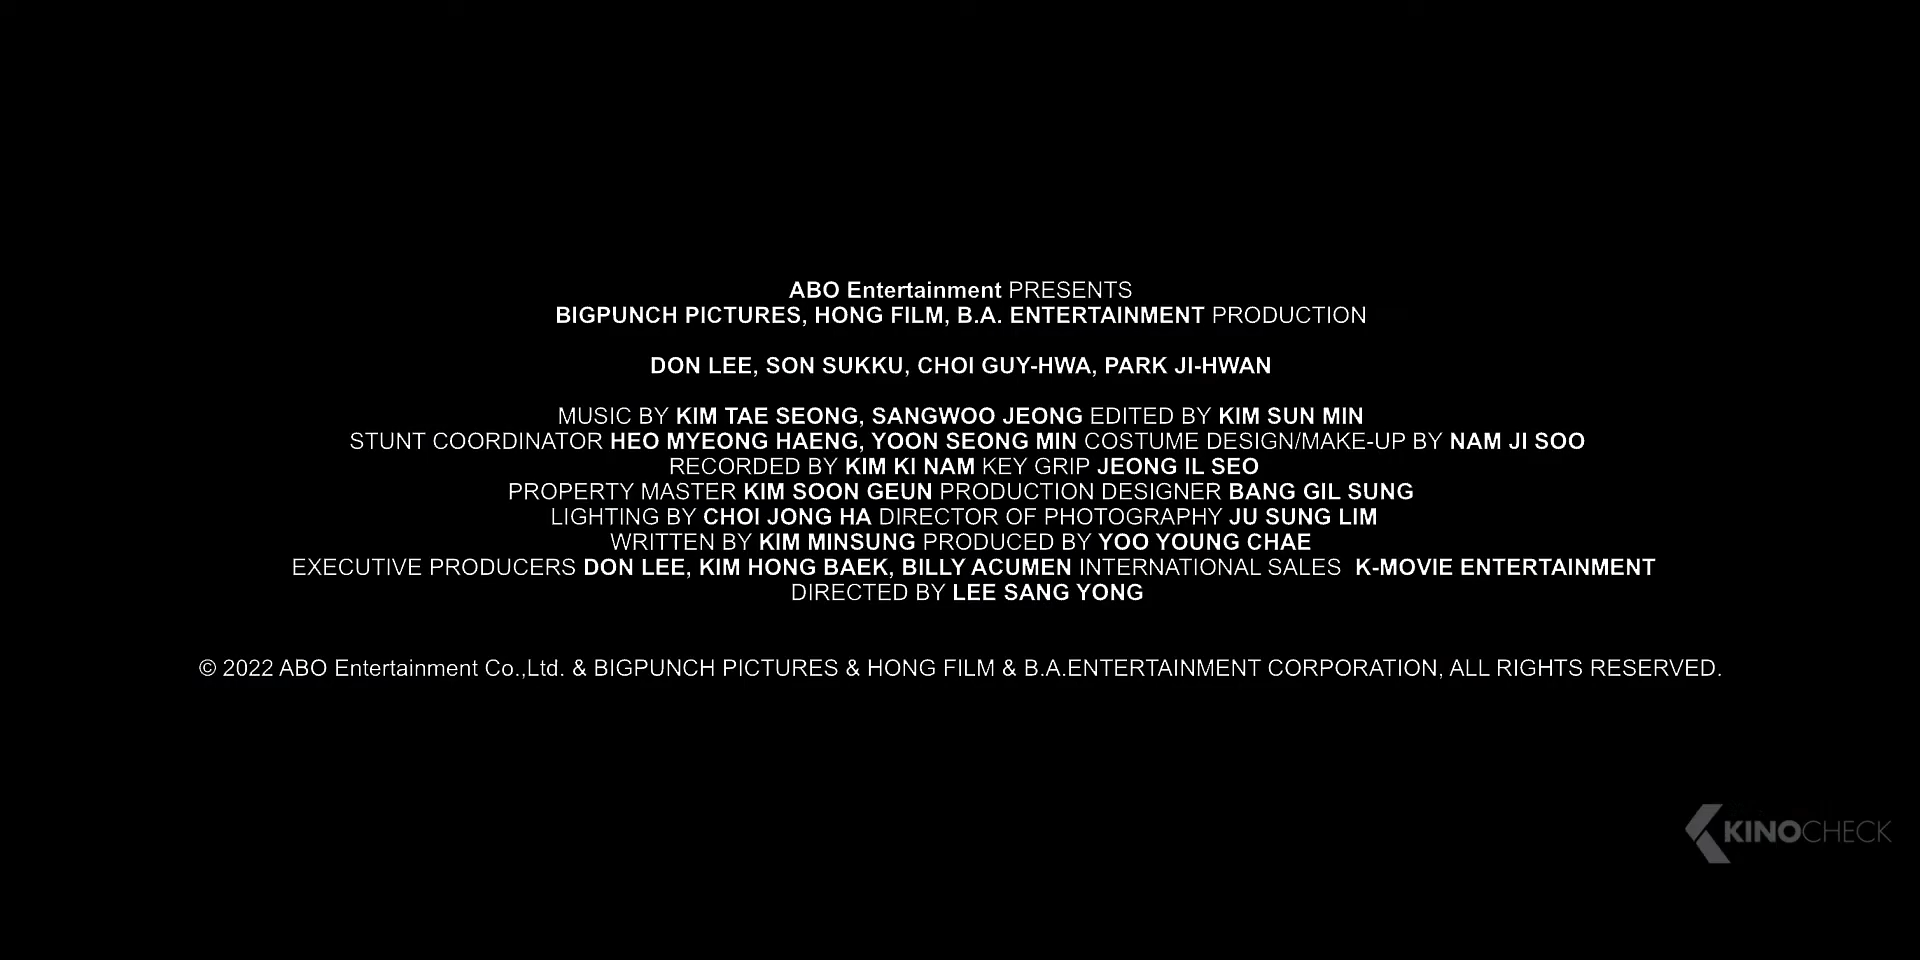 ABO Entertainment PRESENTS
BIGPUNCH PICTURES, HONG FILM, B.A. ENTERTAINMENT PRODUCTION
DON LEE, SON SUKKU, CHOI GUY-HWA, PARK JI-HWAN
MUSIC BY KIM TAE SEONG, SANGWOO JEONG EDITED BY KIM SUN MIN
STUNT COORDINATOR HEO MYEONG HAENG, YOON SEONG MIN COSTUME DESIGN/MAKE-UP BY NAM JI SOO
RECORDED BY KIM KI NAM KEY GRIP JEONG IL SEO
PROPERTY MASTER KIM SOON GEUN PRODUCTION DESIGNER BANG GIL SUNG
LIGHTING BY CHOI JONG HA DIRECTOR OF PHOTOGRAPHY JU SUNG LIM
WRITTEN BY KIM MINSUNG PRODUCED BY YOO YOUNG CHAE
EXECUTIVE PRODUCERS DON LEE, KIM HONG BAEK, BILLY ACUMEN INTERNATIONAL SALES K-MOVIE ENTERTAINMENT
DIRECTED BY LEE SANG YONG
© 2022 ABO Entertainment Co.,Ltd. & BIGPUNCH PICTURES & HONG FILM & B.A.ENTERTAINMENT CORPORATION, ALL RIGHTS RESERVED.
KINOCHECK